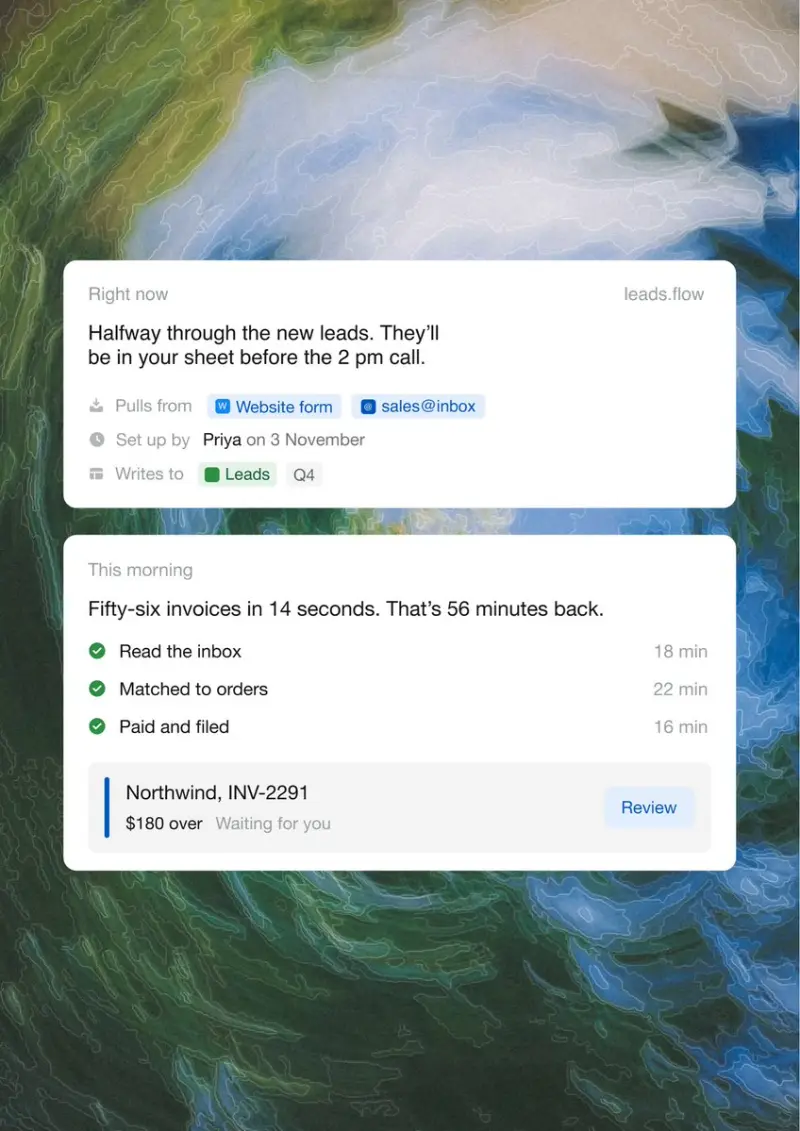 Right now leads.flow
Halfway through the new leads. They’ll
be in your sheet before the 2 pm call.
Pulls from W Website form @ sales@inbox
Set up by Priya on 3 November
Writes to Leads Q4
This morning
Fifty-six invoices in 14 seconds. That’s 56 minutes back.
Read the inbox 18 min
Matched to orders 22 min
Paid and filed 16 min
Northwind, INV-2291
$180 over Waiting for you
Review